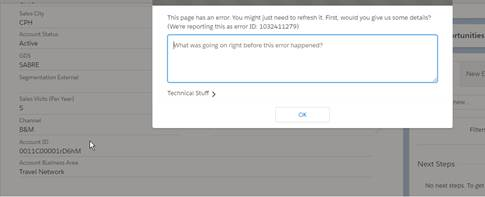 Sales City
CPH
Account Status
Active
GDS
SABRE
Segmentation External
Sales Visits (Per Year)
5
Channel
B&M
Account ID
Account Business Area
Travel Network
This page has an error. You might just need to refresh it. First, would you give us some details?
(We're reporting this as error ID: 1032411279)
What was going on right before this error happened?
Technical Stuff
OK
New E
Filters
Next Steps
No next steps. To get